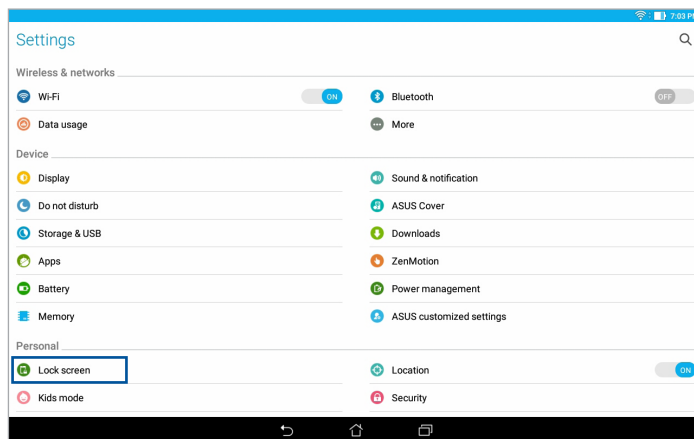 7:03 P
Settings
Wireless & networks
Wi-Fi ON Bluetooth OFF
Data usage More
Device
Display Sound & notification
Do not disturb ASUS Cover
Storage & USB Downloads
Apps ZenMotion
Battery Power management
Memory ASUS customized settings
Personal
Lock screen Location ON
Kids mode Security